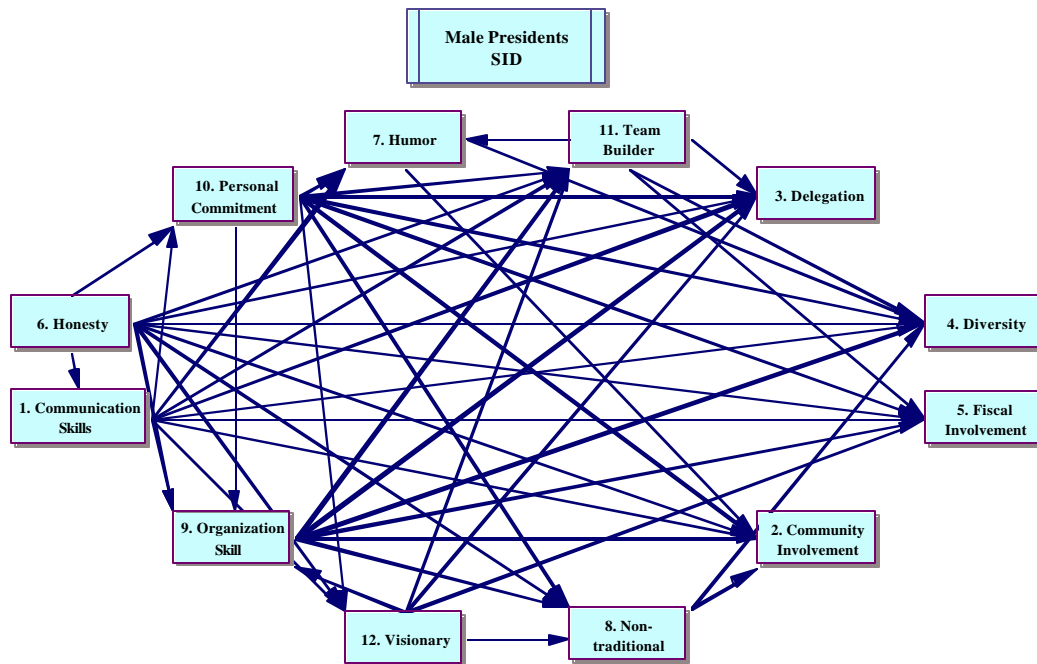 Male Presidents
SID
7. Humor
11. Team
Builder
10. Personal
Commitment
3. Delegation
6. Honesty
4. Diversity
1. Communication
Skills
5. Fiscal
Involvement
9. Organization
Skill
2. Community
Involvement
12. Visionary
8. Non-
traditional